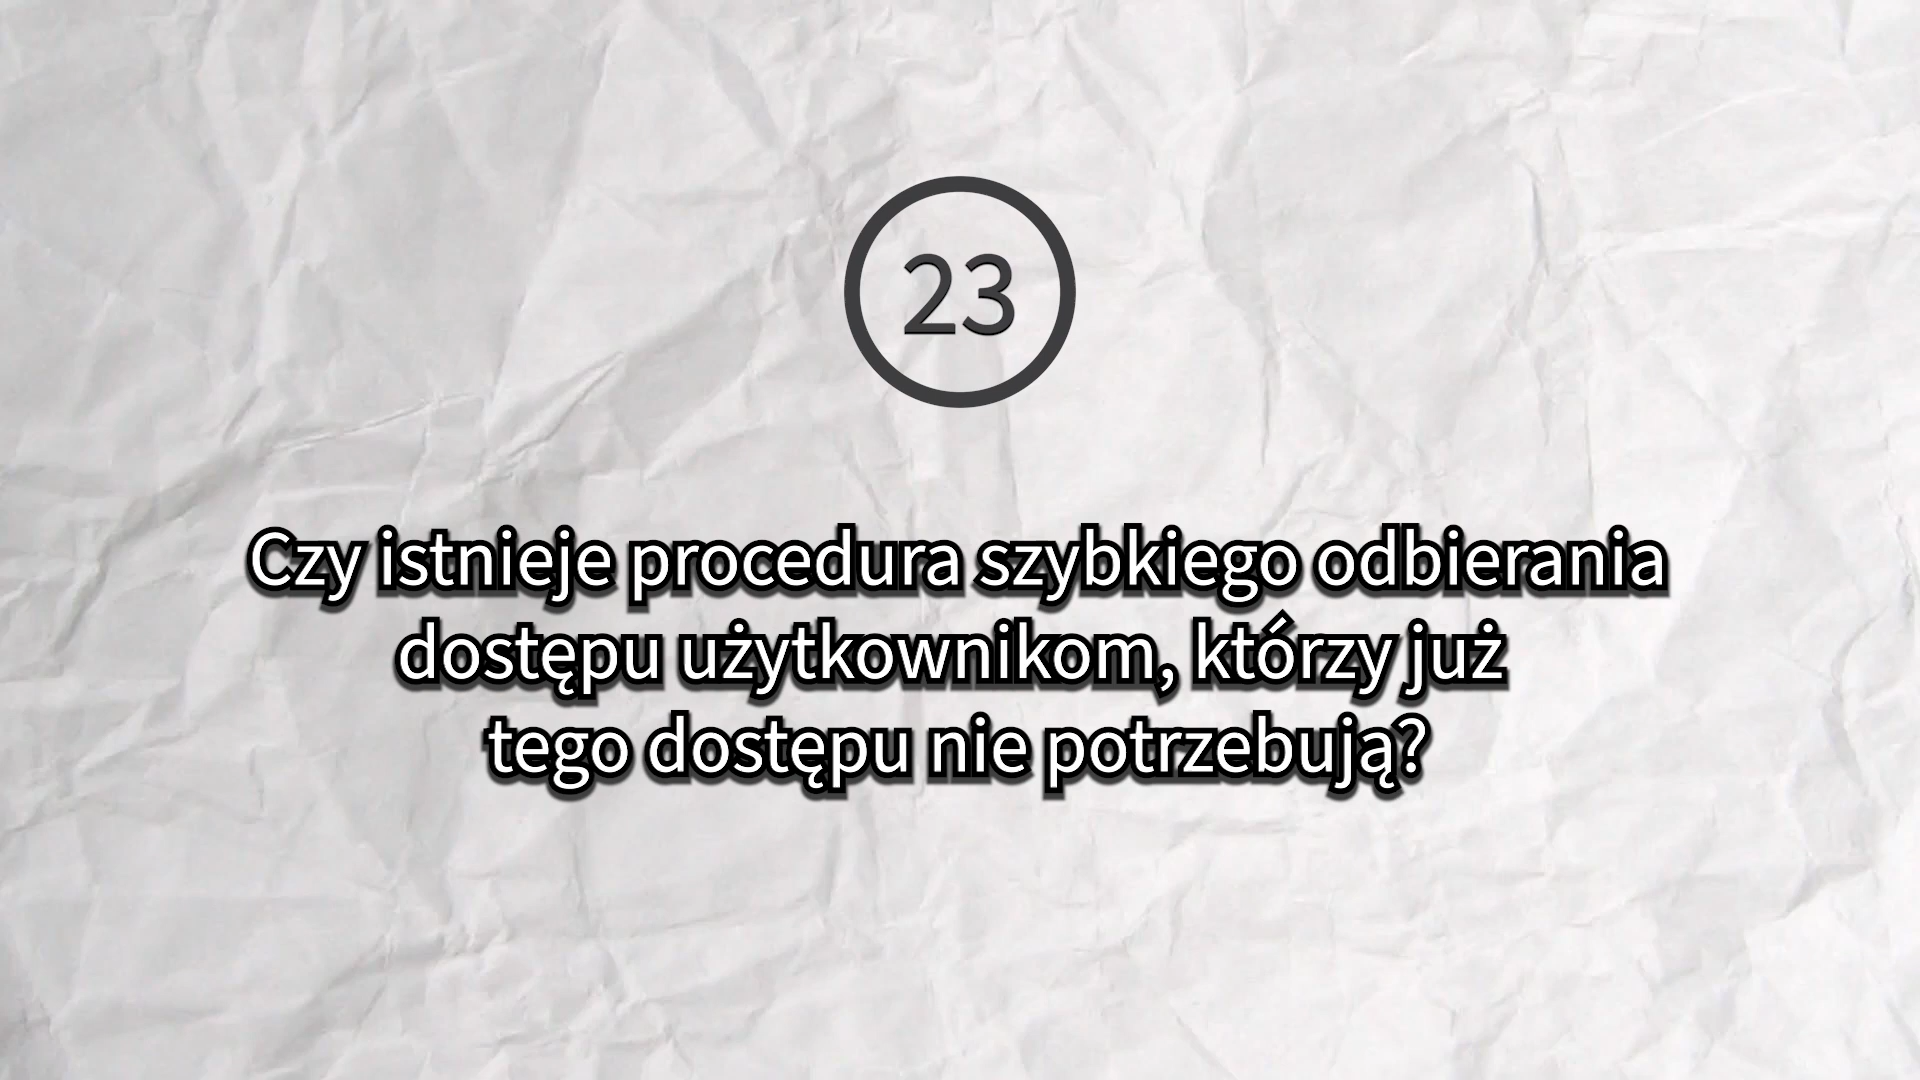 23
Czy istnieje procedura szybkiego odbierania
dostępu użytkownikom, którzy już
tego dostępu nie potrzebują?